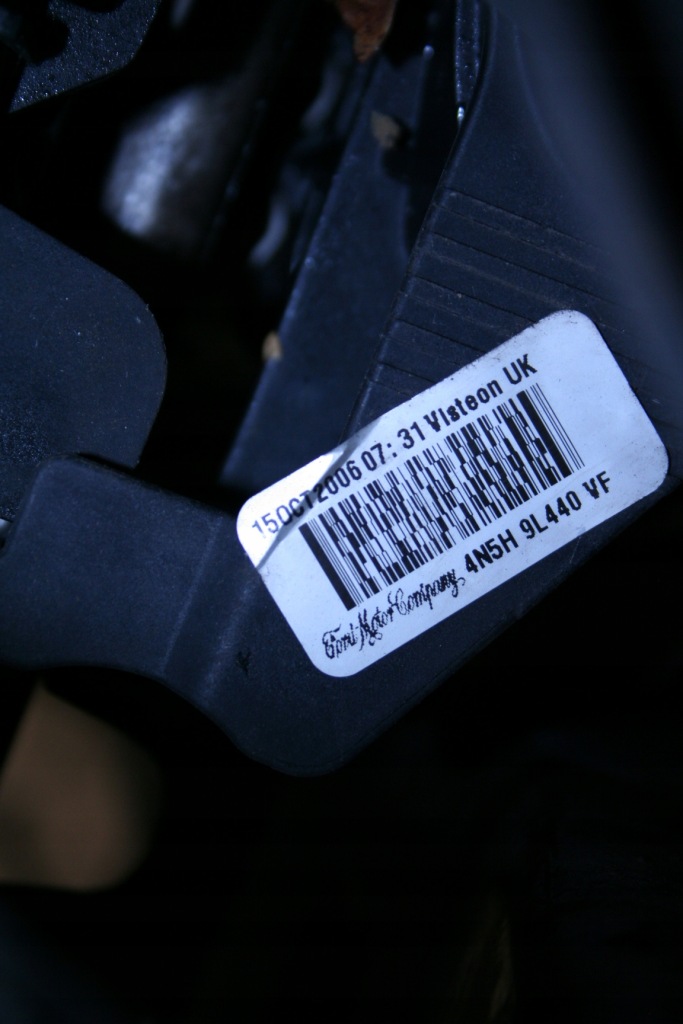 15OCT2006 07:31 Visteon UK
Ford Motor Company 4N5H 9L440 VF